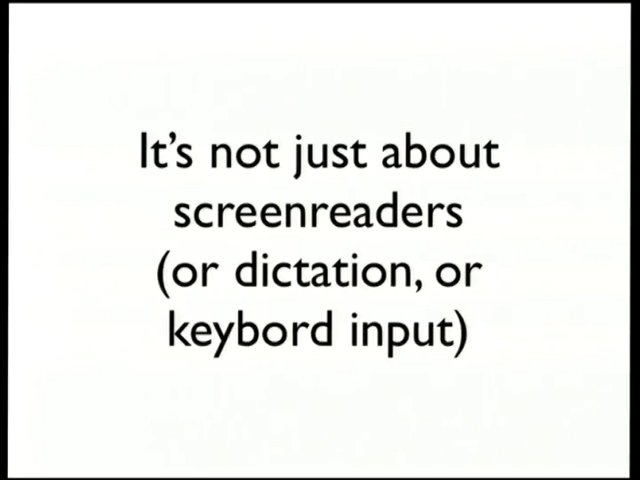 It's not just about
screenreaders
(or dictation, or
keybord input)